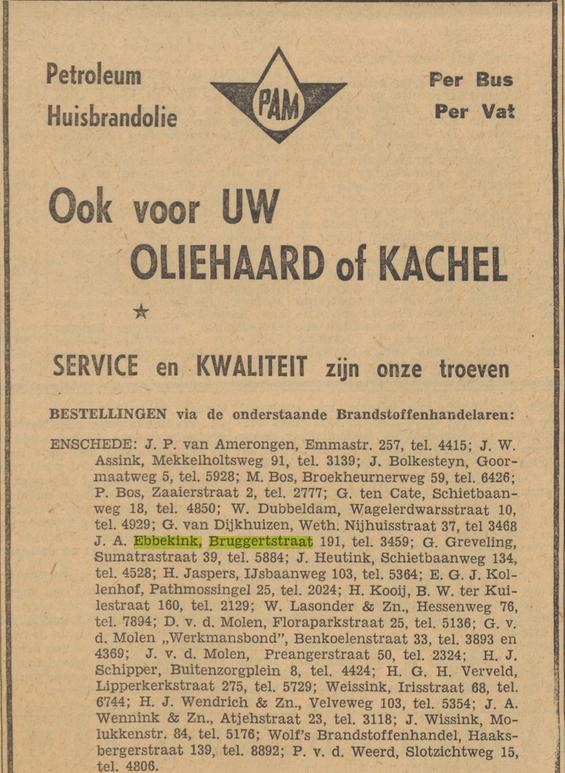 Petroleum
Huisbrandolie
PAM
Per Bus
Per Vat
Ook voor UW
OLIEHAARD of KACHEL
SERVICE en KWALITEIT zijn onze troeven
BESTELLINGEN via de onderstaande Brandstoffenhandelaren:
ENSCHEDE: J. P. van Amerongen, Emmastr. 257, tel. 4415; J. W.
Assink, Mekkelholtsweg 91, tel. 3139; J. Bolkesteyn, Goor-
maatweg 5, tel. 5928; M. Bos, Broekheurnerweg 59, tel. 6426;
P. Bos, Zaaierstraat 2, tel. 2777; G. ten Cate, Schietbaan-
weg 18, tel. 4850; W. Dubbeldam, Wagelerdwarsstraat 10,
tel. 4929; G. van Dijkhuizen, Weth. Nijhuisstraat 37, tel 3468
J. A. Ebbekink, Bruggertstraat 191, tel. 3459; G. Greveling,
Sumatrastraat 39, tel. 5884; J. Heutink, Schietbaanweg 134,
tel. 4528; H. Jaspers, IJsbaanweg 103, tel. 5364; E. G. J. Kol-
lenhof, Pathmossingel 25, tel. 2024; H. Kooij, B. W. ter Kui-
lestraat 160, tel. 2129; W. Lasonder & Zn., Hessenweg 76,
tel. 7894; D. v. d. Molen, Floraparkstraat 25, tel. 5136; G. v.
d. Molen „Werkmansbond", Benkoelenstraat 33, tel. 3893 en
4369; J. v. d. Molen, Preangerstraat 50, tel. 2324; H. J.
Schipper, Buitenzorgplein 8, tel. 4424; H. G. H. Verveld,
Lipperkerkstraat 275, tel. 5729; Weissink, Irisstraat 68, tel.
6744; H. J. Wendrich & Zn., Velveweg 103, tel. 5354; J. A.
Wennink & Zn., Atjehstraat 23, tel. 3118; J. Wissink, Mo-
lukkenstr. 84, tel. 5176; Wolf's Brandstoffenhandel, Haaks-
bergerstraat 139, tel. 8892; P. v. d. Weerd, Slotzichtweg 15,
tel. 4806.